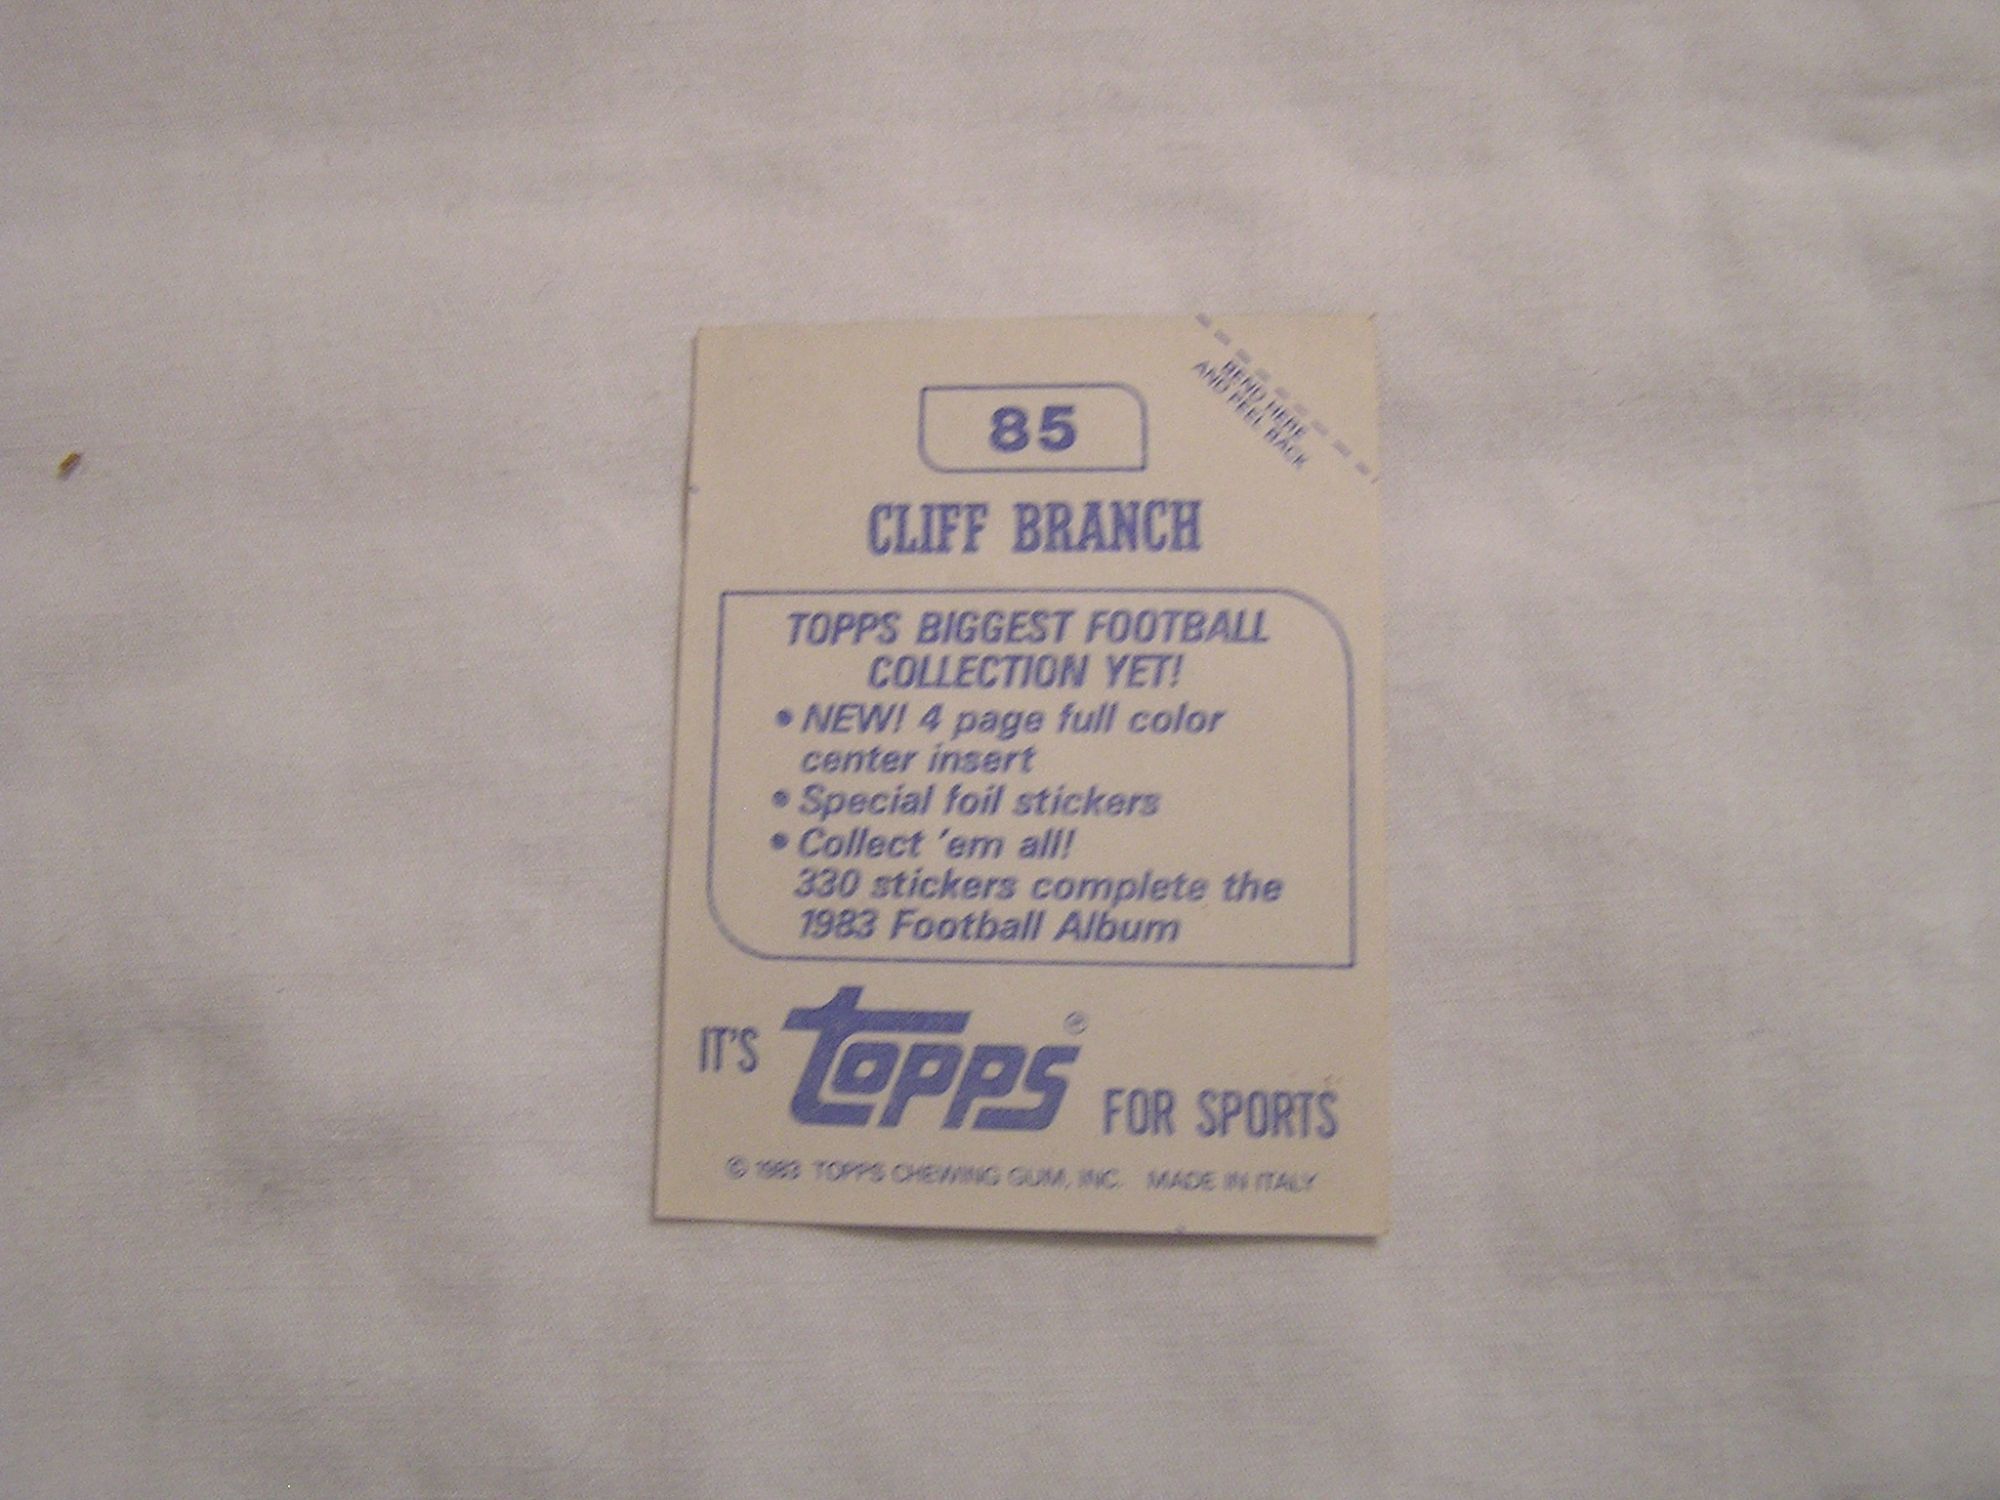 85
BEND HERE
AND PEEL BACK
CLIFF BRANCH
TOPPS BIGGEST FOOTBALL
COLLECTION YET!
• NEW! 4 page full color
center insert
• Special foil stickers
• Collect 'em all!
330 stickers complete the
1983 Football Album
IT'S topps® FOR SPORTS
© 1983 TOPPS CHEWING GUM, INC. MADE IN ITALY